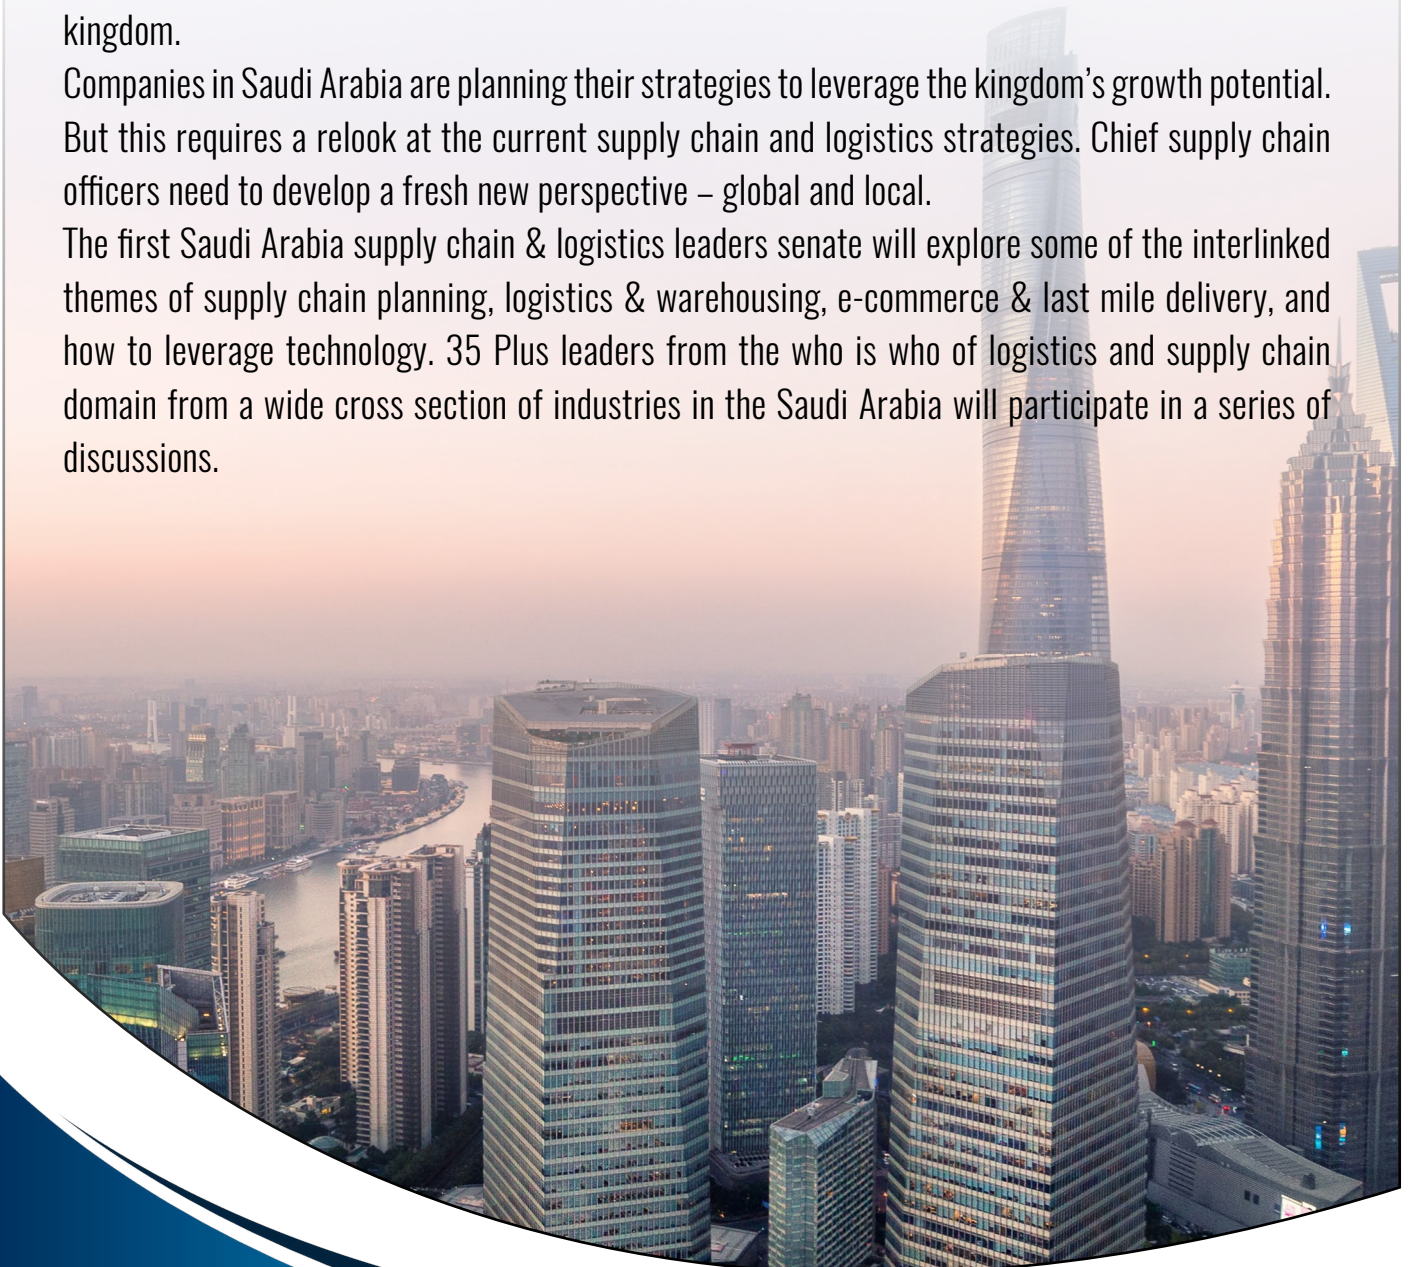 kingdom.
Companies in Saudi Arabia are planning their strategies to leverage the kingdom’s growth potential.
But this requires a relook at the current supply chain and logistics strategies. Chief supply chain
officers need to develop a fresh new perspective – global and local.
The first Saudi Arabia supply chain & logistics leaders senate will explore some of the interlinked
themes of supply chain planning, logistics & warehousing, e-commerce & last mile delivery, and
how to leverage technology. 35 Plus leaders from the who is who of logistics and supply chain
domain from a wide cross section of industries in the Saudi Arabia will participate in a series of
discussions.